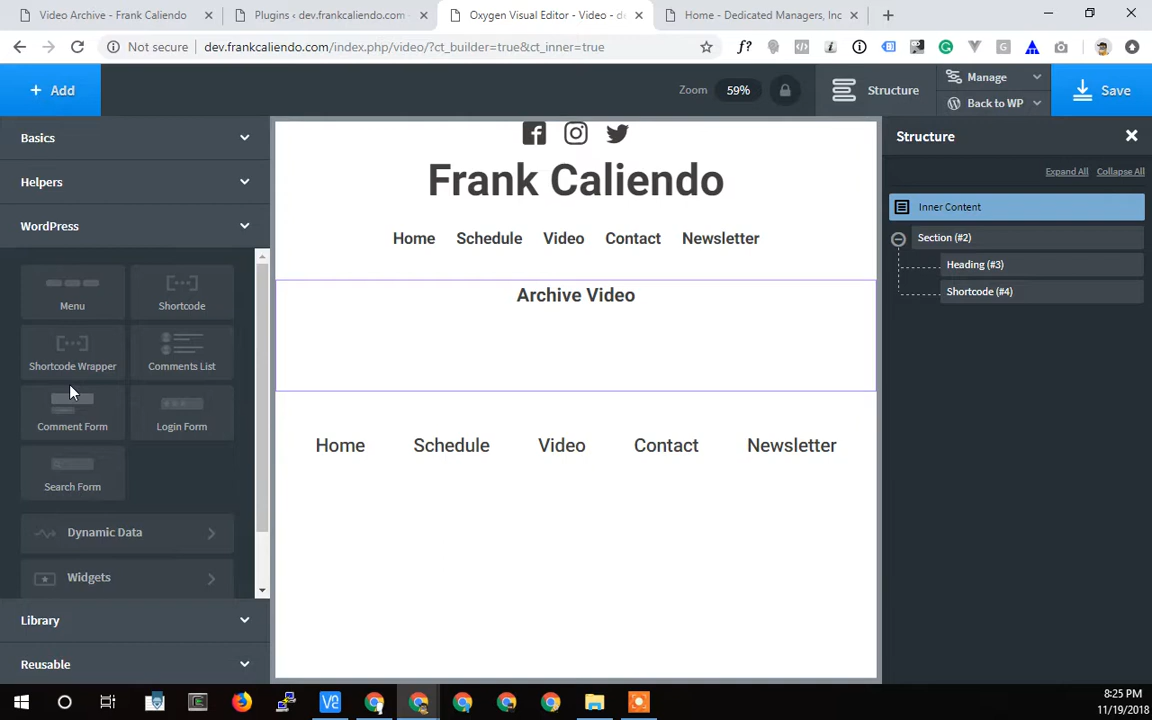 Video Archive - Frank Caliendo
Plugins ‹ dev.frankcaliendo.com
Oxygen Visual Editor - Video - d
Home - Dedicated Managers, Inc
Not secure
dev.frankcaliendo.com/index.php/video/?ct_builder=true&ct_inner=true
f?
+ Add
Zoom
59%
Structure
Manage
Back to WP
Save
Basics
Helpers
WordPress
Menu
Shortcode
Shortcode Wrapper
Comments List
Comment Form
Login Form
Search Form
Dynamic Data
Widgets
Library
Reusable
Frank Caliendo
Home
Schedule
Video
Contact
Newsletter
Archive Video
Home
Schedule
Video
Contact
Newsletter
Structure
Expand All
Collapse All
Inner Content
Section (#2)
Heading (#3)
Shortcode (#4)
8:25 PM
11/19/2018